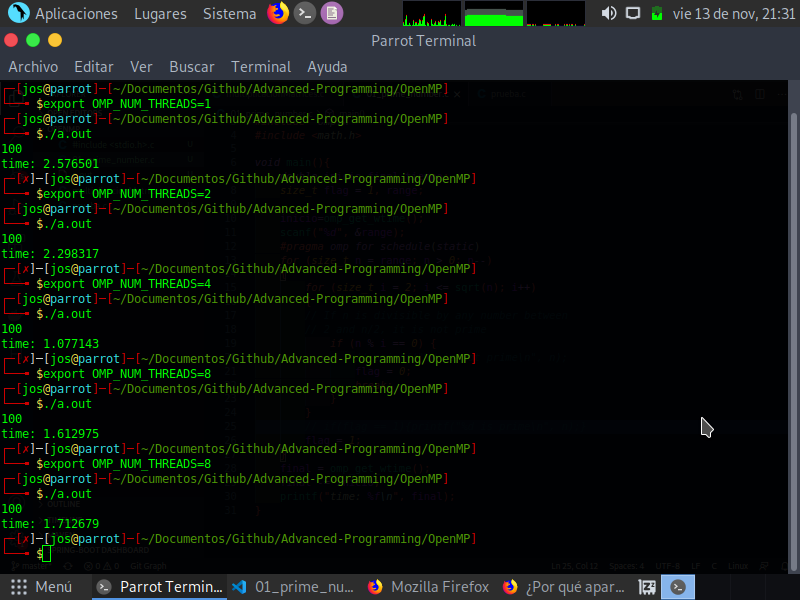 Aplicaciones Lugares Sistema vie 13 de nov, 21:31
Parrot Terminal
Archivo Editar Ver Buscar Terminal Ayuda
┌─[jos@parrot]─[~/Documentos/Github/Advanced-Programming/OpenMP]
└──╼ $export OMP_NUM_THREADS=1
┌─[jos@parrot]─[~/Documentos/Github/Advanced-Programming/OpenMP]
└──╼ $./a.out
100
time: 2.576501
┌─[✗]─[jos@parrot]─[~/Documentos/Github/Advanced-Programming/OpenMP]
└──╼ $export OMP_NUM_THREADS=2
┌─[jos@parrot]─[~/Documentos/Github/Advanced-Programming/OpenMP]
└──╼ $./a.out
100
time: 2.298317
┌─[✗]─[jos@parrot]─[~/Documentos/Github/Advanced-Programming/OpenMP]
└──╼ $export OMP_NUM_THREADS=4
┌─[jos@parrot]─[~/Documentos/Github/Advanced-Programming/OpenMP]
└──╼ $./a.out
100
time: 1.077143
┌─[✗]─[jos@parrot]─[~/Documentos/Github/Advanced-Programming/OpenMP]
└──╼ $export OMP_NUM_THREADS=8
┌─[jos@parrot]─[~/Documentos/Github/Advanced-Programming/OpenMP]
└──╼ $./a.out
100
time: 1.612975
┌─[✗]─[jos@parrot]─[~/Documentos/Github/Advanced-Programming/OpenMP]
└──╼ $export OMP_NUM_THREADS=8
┌─[jos@parrot]─[~/Documentos/Github/Advanced-Programming/OpenMP]
└──╼ $./a.out
100
time: 1.712679
┌─[✗]─[jos@parrot]─[~/Documentos/Github/Advanced-Programming/OpenMP]
└──╼ $
Menú Parrot Termin... 01_prime_nu... Mozilla Firefox ¿Por qué apar...